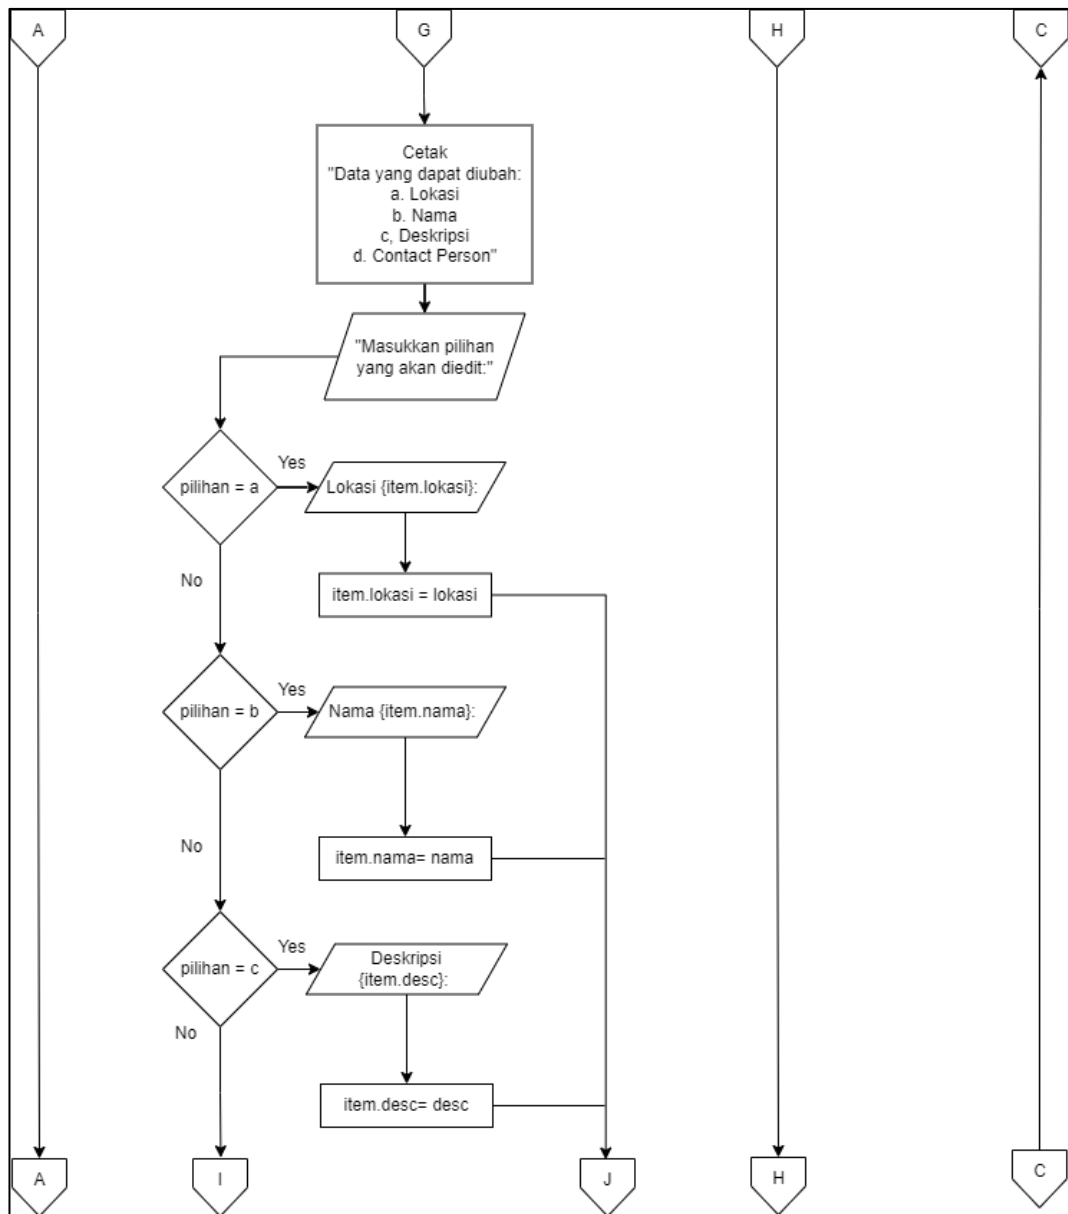 A
G
H
C
Cetak
"Data yang dapat diubah:
a. Lokasi
b. Nama
c, Deskripsi
d. Contact Person"
"Masukkan pilihan
yang akan diedit:"
pilihan = a
Yes
Lokasi {item.lokasi}:
No
item.lokasi = lokasi
pilihan = b
Yes
Nama {item.nama}:
No
item.nama= nama
pilihan = c
Yes
Deskripsi
{item.desc}:
No
item.desc= desc
A
I
J
H
C